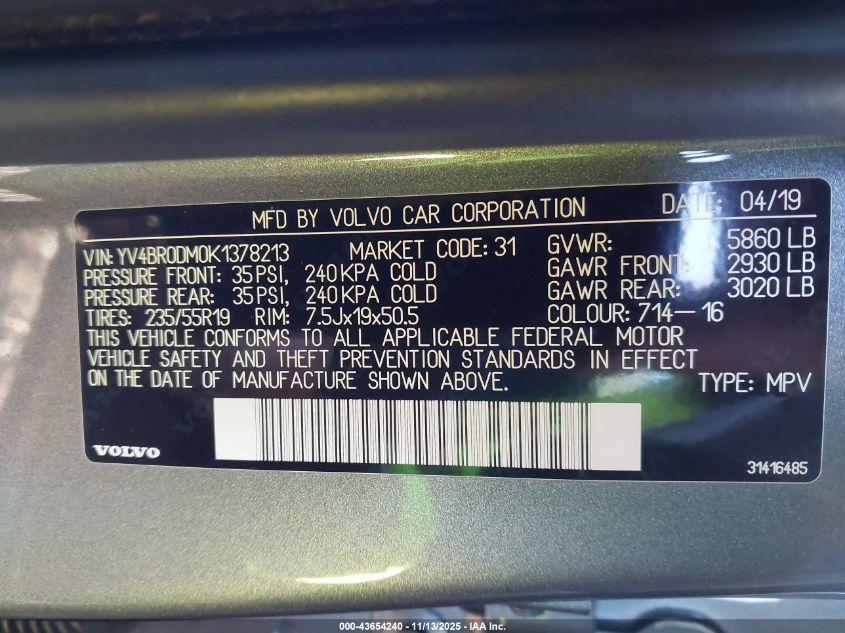 MFD BY VOLVO CAR CORPORATION DATE: 04/19
VIN: YV4BR0DM0K1378213 MARKET CODE: 31 GVWR: 5860 LB
PRESSURE FRONT: 35 PSI, 240 KPA COLD GAWR FRONT: 2930 LB
PRESSURE REAR: 35 PSI, 240 KPA COLD GAWR REAR: 3020 LB
TIRES: 235/55R19 RIM: 7.5Jx19x50.5 COLOUR: 714-16
THIS VEHICLE CONFORMS TO ALL APPLICABLE FEDERAL MOTOR
VEHICLE SAFETY AND THEFT PREVENTION STANDARDS IN EFFECT
ON THE DATE OF MANUFACTURE SHOWN ABOVE. TYPE: MPV
VOLVO 31416485
000-43654240 - 11/13/2025 - IAA Inc.